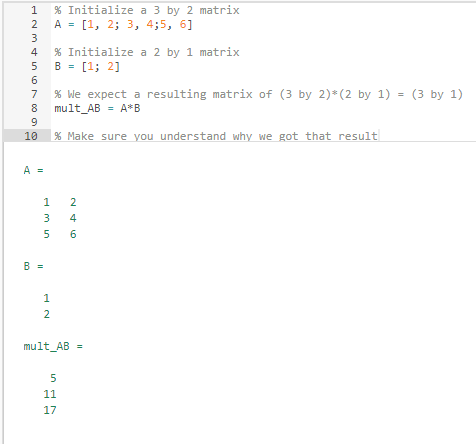 1 % Initialize a 3 by 2 matrix
2 A = [1, 2; 3, 4;5, 6]
3
4 % Initialize a 2 by 1 matrix
5 B = [1; 2]
6
7 % We expect a resulting matrix of (3 by 2)*(2 by 1) = (3 by 1)
8 mult_AB = A*B
9
10 % Make sure you understand why we got that result
A =
1 2
3 4
5 6
B =
1
2
mult_AB =
5
11
17